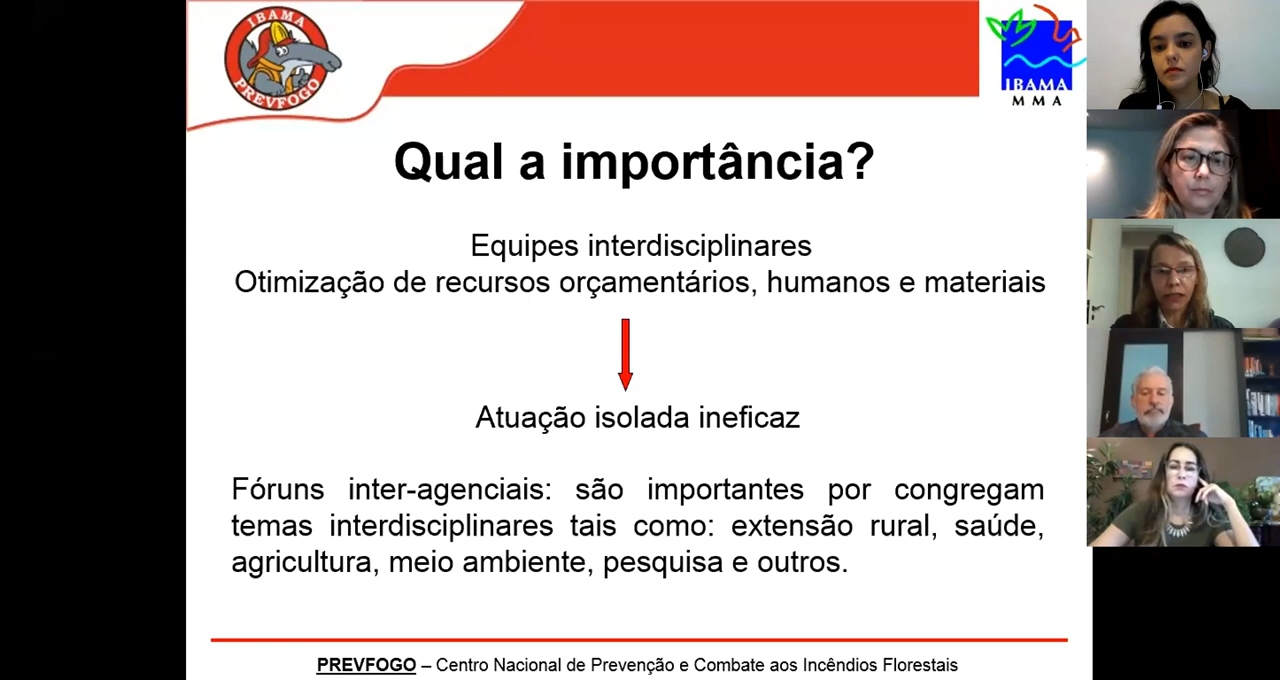 IBAMA
PREVFOGO
IBAMA
MMA
Qual a importância?
Equipes interdisciplinares
Otimização de recursos orçamentários, humanos e materiais
Atuação isolada ineficaz
Fóruns inter-agenciais: são importantes por congregam
temas interdisciplinares tais como: extensão rural, saúde,
agricultura, meio ambiente, pesquisa e outros.
PREVFOGO – Centro Nacional de Prevenção e Combate aos Incêndios Florestais